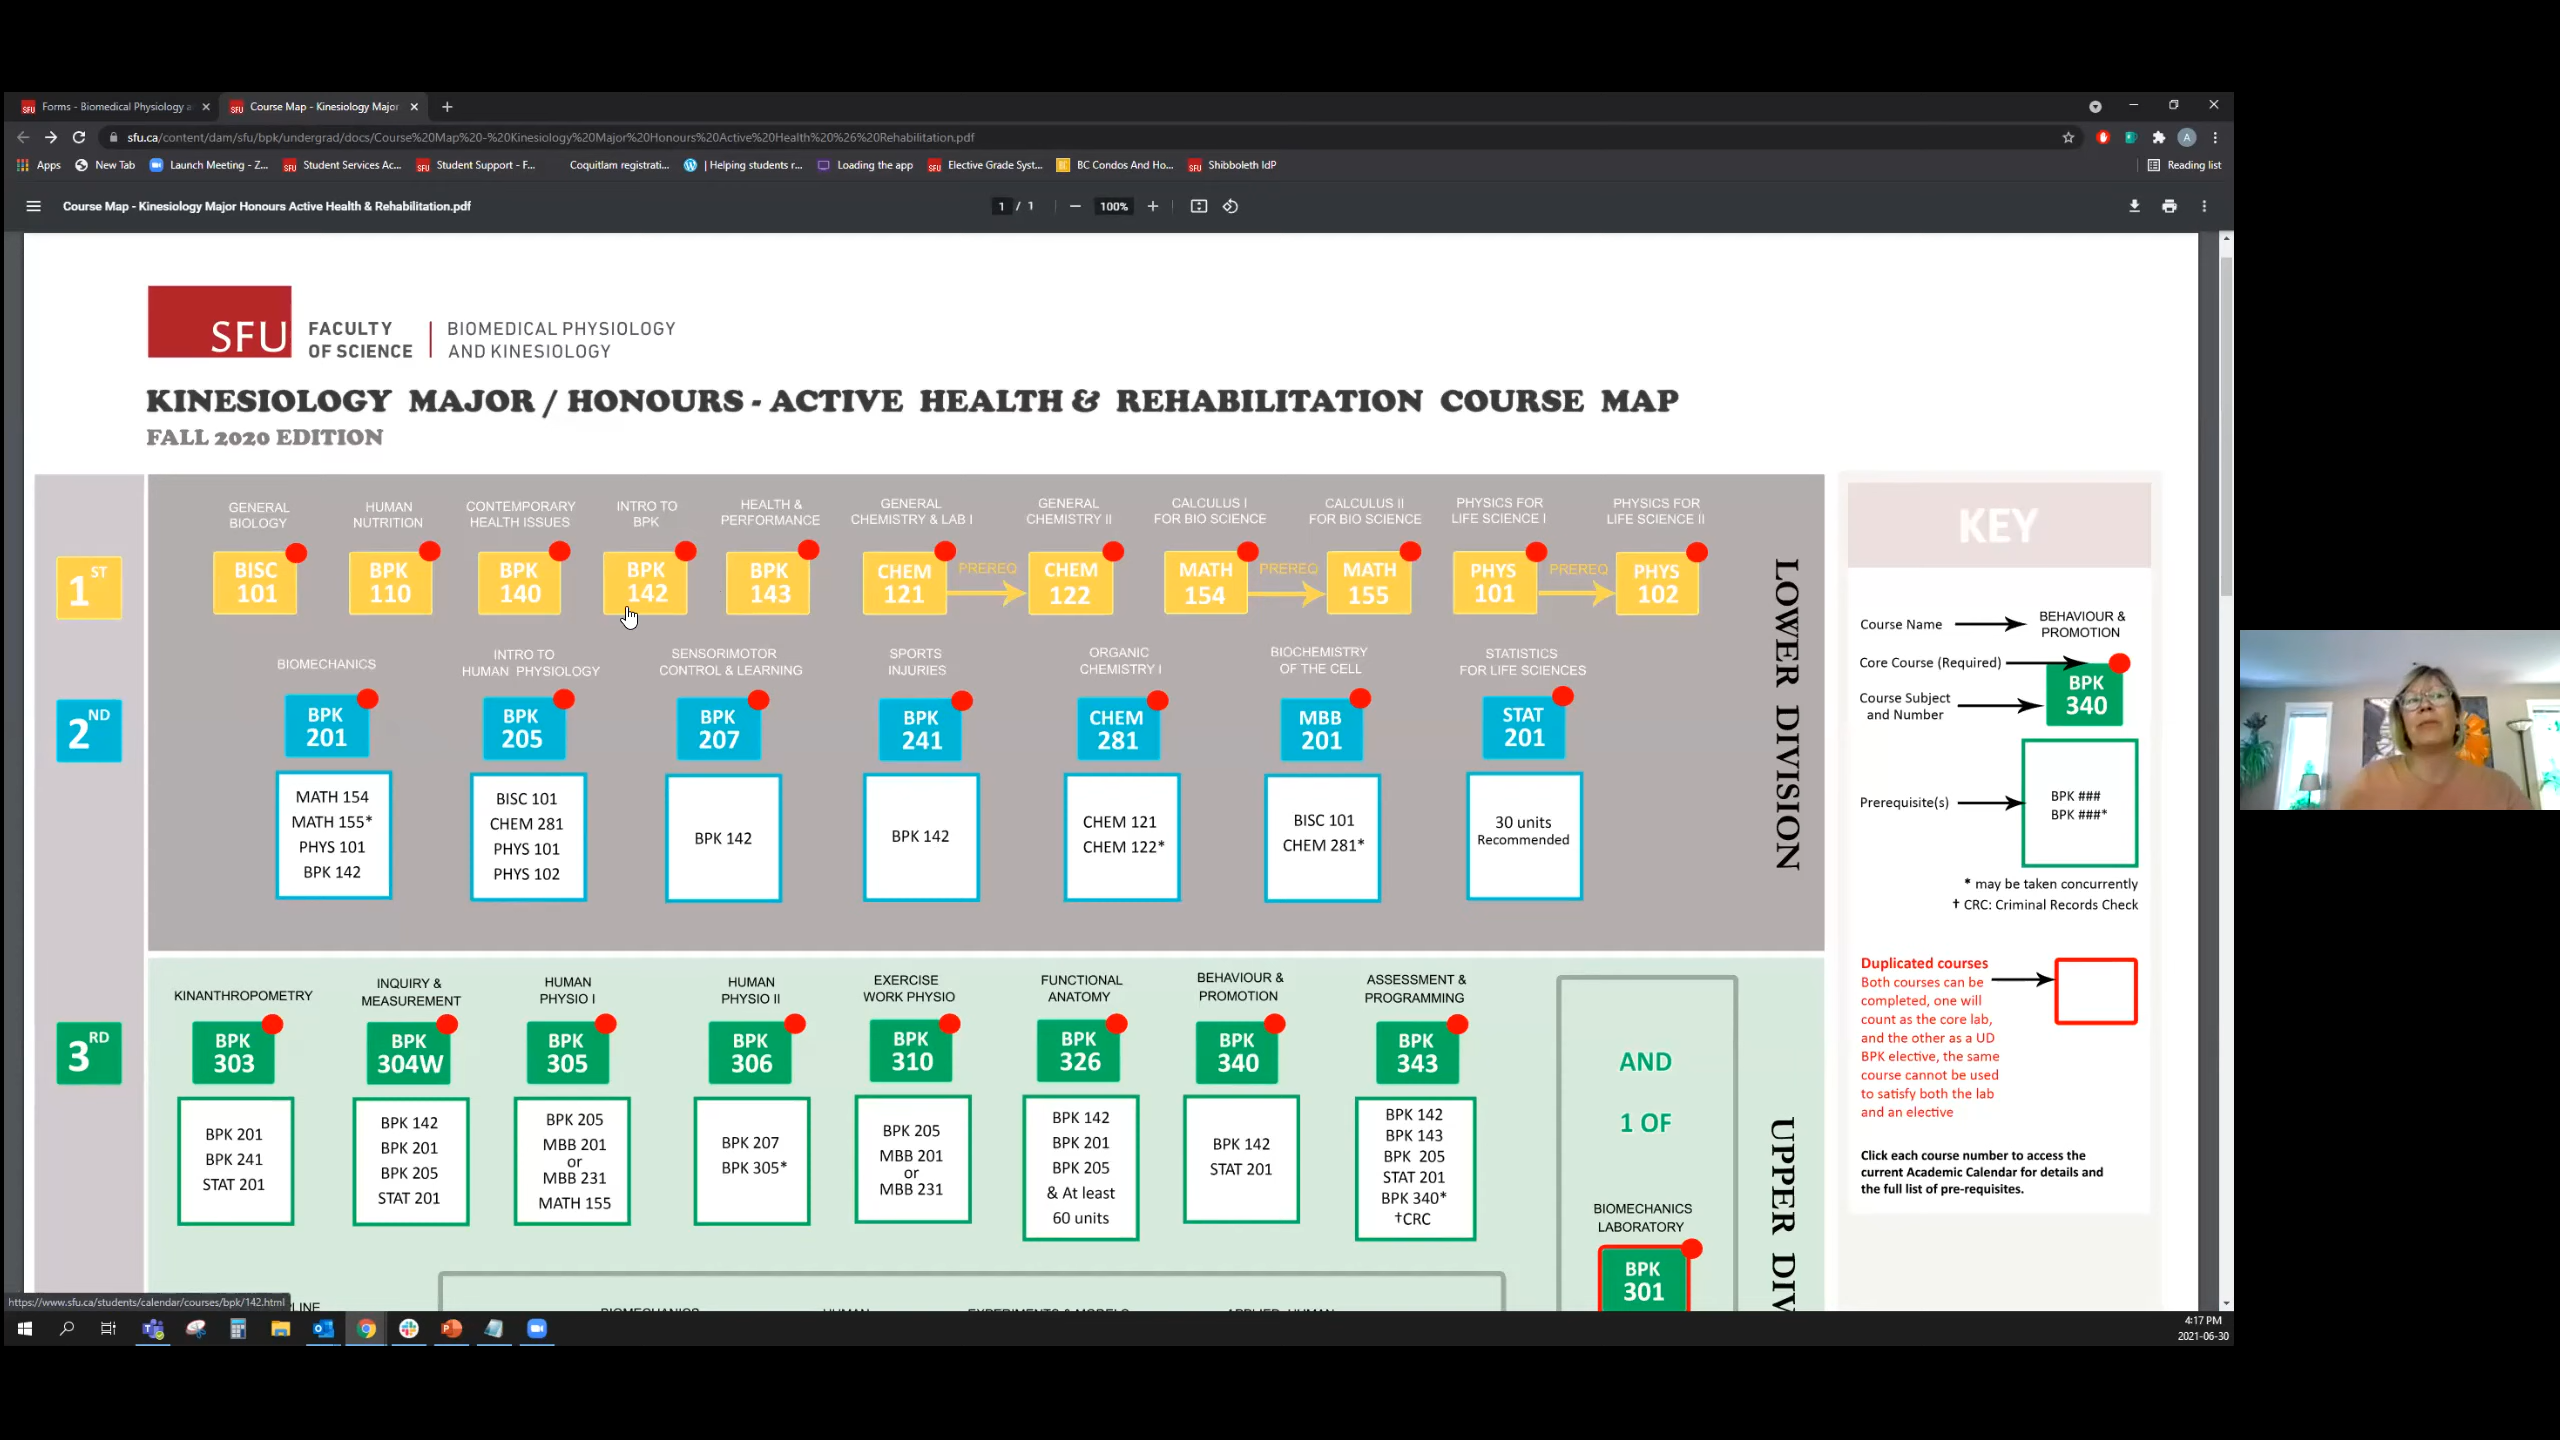 Forms - Biomedical Physiology a
Course Map - Kinesiology Major
sfu.ca/content/dam/sfu/bpk/undergrad/docs/Course%20Map%20-%20Kinesiology%20Major%20Honours%20Active%20Health%20%26%20Rehabilitation.pdf
A
Apps
New Tab
Launch Meeting - Z...
Student Services Ac...
Student Support - F...
Coquitlam registrati...
| Helping students r...
Loading the app
Elective Grade Syst...
BC Condos And Ho...
Shibboleth IdP
Reading list
Course Map - Kinesiology Major Honours Active Health & Rehabilitation.pdf
1 / 1
100%
SFU
FACULTY OF SCIENCE
BIOMEDICAL PHYSIOLOGY AND KINESIOLOGY
KINESIOLOGY MAJOR / HONOURS - ACTIVE HEALTH & REHABILITATION COURSE MAP
FALL 2020 EDITION
1ST
GENERAL BIOLOGY
BISC 101
HUMAN NUTRITION
BPK 110
CONTEMPORARY HEALTH ISSUES
BPK 140
INTRO TO BPK
BPK 142
HEALTH & PERFORMANCE
BPK 143
GENERAL CHEMISTRY & LAB I
CHEM 121
PREREQ
GENERAL CHEMISTRY II
CHEM 122
CALCULUS I FOR BIO SCIENCE
MATH 154
PREREQ
CALCULUS II FOR BIO SCIENCE
MATH 155
PHYSICS FOR LIFE SCIENCE I
PHYS 101
PREREQ
PHYSICS FOR LIFE SCIENCE II
PHYS 102
LOWER DIVISION
2ND
BIOMECHANICS
BPK 201
MATH 154
MATH 155*
PHYS 101
BPK 142
INTRO TO HUMAN PHYSIOLOGY
BPK 205
BISC 101
CHEM 281
PHYS 101
PHYS 102
SENSORIMOTOR CONTROL & LEARNING
BPK 207
BPK 142
SPORTS INJURIES
BPK 241
BPK 142
ORGANIC CHEMISTRY I
CHEM 281
CHEM 121
CHEM 122*
BIOCHEMISTRY OF THE CELL
MBB 201
BISC 101
CHEM 281*
STATISTICS FOR LIFE SCIENCES
STAT 201
30 units
Recommended
3RD
KINANTHROPOMETRY
BPK 303
BPK 201
BPK 241
STAT 201
INQUIRY & MEASUREMENT
BPK 304W
BPK 142
BPK 201
BPK 205
STAT 201
HUMAN PHYSIO I
BPK 305
BPK 205
MBB 201
or
MBB 231
MATH 155
HUMAN PHYSIO II
BPK 306
BPK 207
BPK 305*
EXERCISE WORK PHYSIO
BPK 310
BPK 205
MBB 201
or
MBB 231
FUNCTIONAL ANATOMY
BPK 326
BPK 142
BPK 201
BPK 205
& At least
60 units
BEHAVIOUR & PROMOTION
BPK 340
BPK 142
STAT 201
ASSESSMENT & PROGRAMMING
BPK 343
BPK 142
BPK 143
BPK 205
STAT 201
BPK 340*
†CRC
AND
1 OF
BIOMECHANICS LABORATORY
BPK 301
UPPER DIV
KEY
Course Name
BEHAVIOUR & PROMOTION
Core Course (Required)
Course Subject and Number
BPK 340
Prerequisite(s)
BPK ###
BPK ###*
* may be taken concurrently
† CRC: Criminal Records Check
Duplicated courses
Both courses can be
completed, one will
count as the core lab,
and the other as a UD
BPK elective, the same
course cannot be used
to satisfy both the lab
and an elective
Click each course number to access the
current Academic Calendar for details and
the full list of pre-requisites.
https://www.sfu.ca/students/calendar/courses/bpk/142.html
4:17 PM
2021-06-30